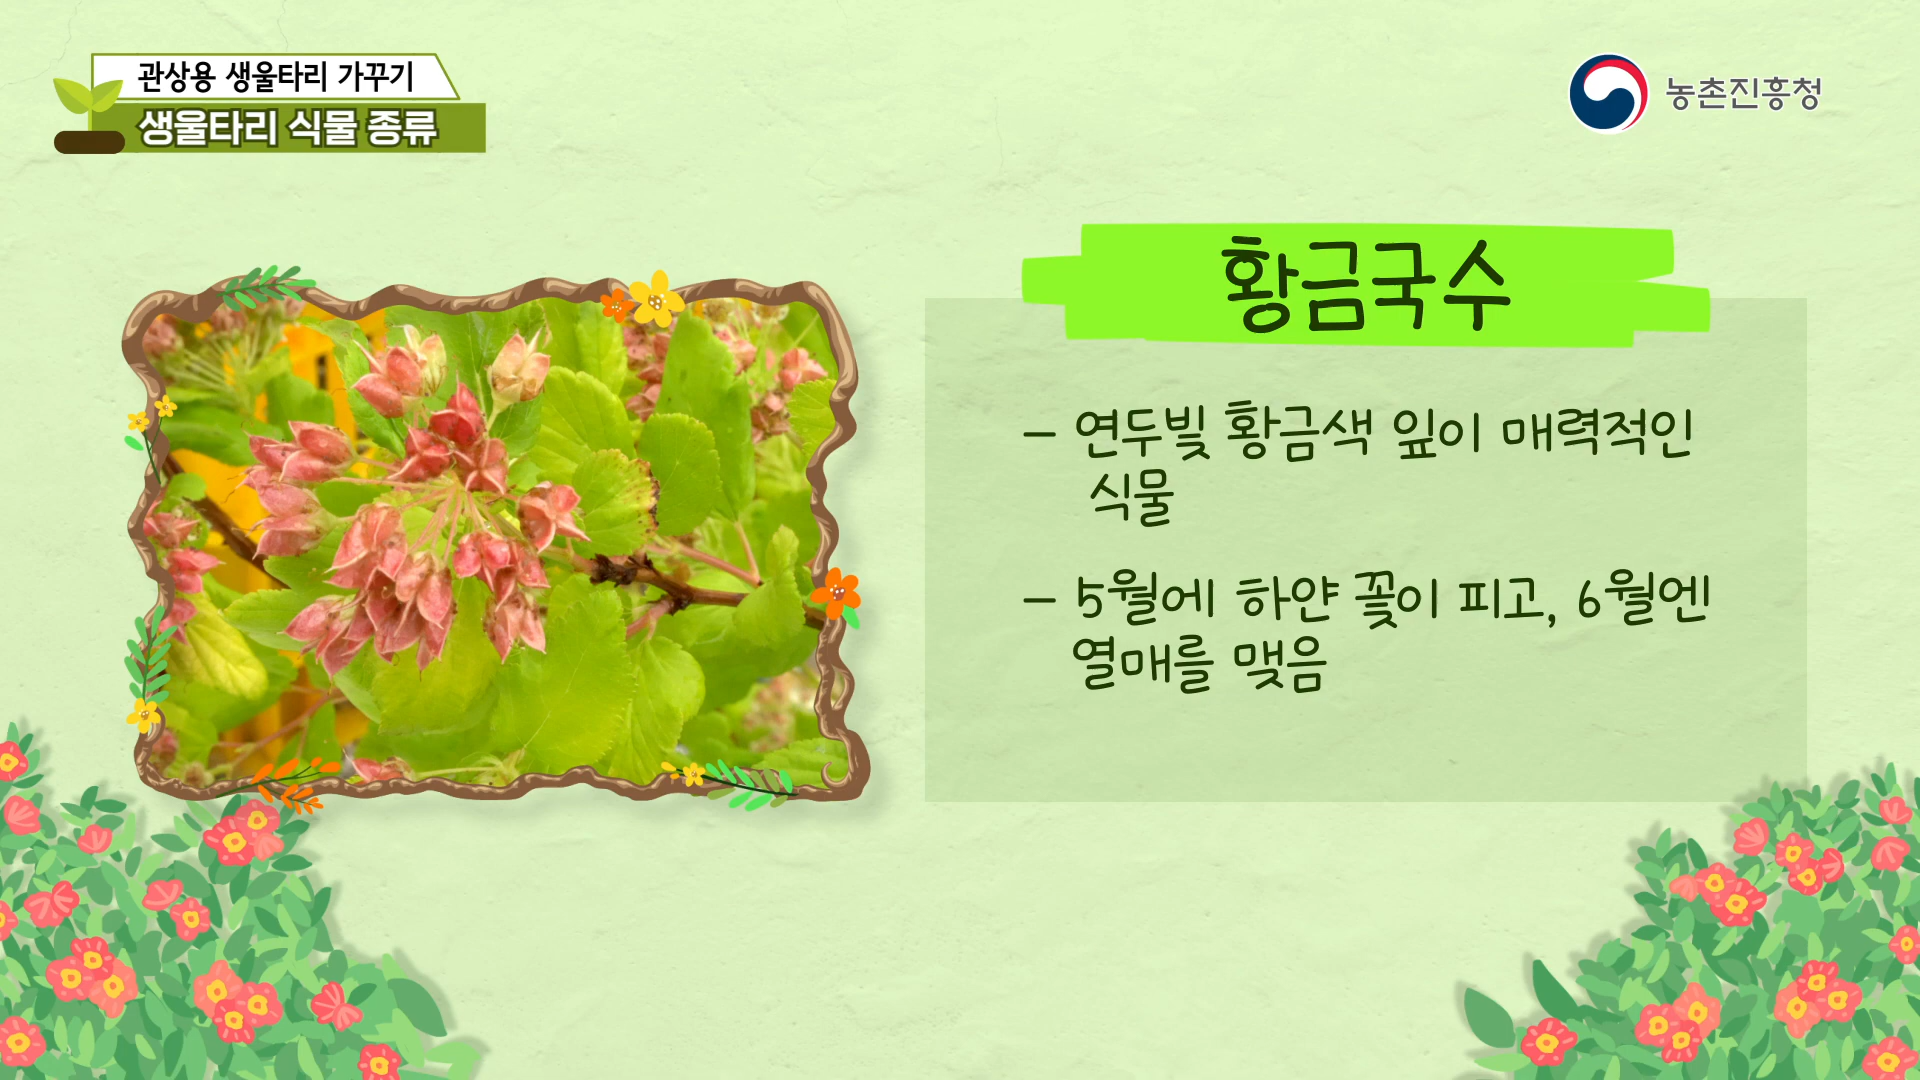 관상용 생울타리 가꾸기
생울타리 식물 종류
농촌진흥청
황금국수
– 연두빛 황금색 잎이 매력적인
식물
– 5월에 하얀 꽃이 피고, 6월엔
열매를 맺음